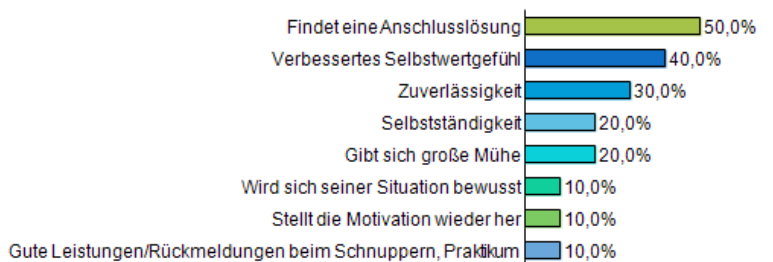 Findet eine Anschlusslösung 50,0%
Verbessertes Selbstwertgefühl 40,0%
Zuverlässigkeit 30,0%
Selbstständigkeit 20,0%
Gibt sich große Mühe 20,0%
Wird sich seiner Situation bewusst 10,0%
Stellt die Motivation wieder her 10,0%
Gute Leistungen/Rückmeldungen beim Schnuppern, Praktikum 10,0%